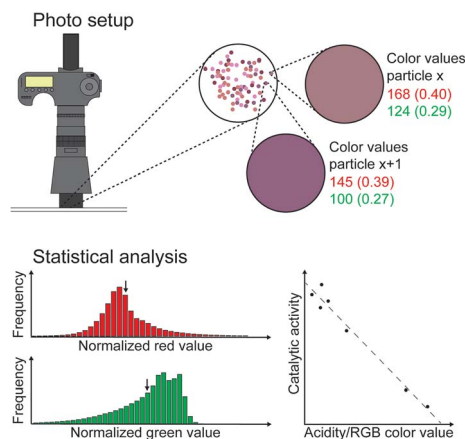 Photo setup
Color values
particle x
168 (0.40)
124 (0.29)
Color values
particle x+1
145 (0.39)
100 (0.27)
Statistical analysis
Frequency
Normalized red value
Frequency
Normalized green value
Catalytic activity
Acidity/RGB color value